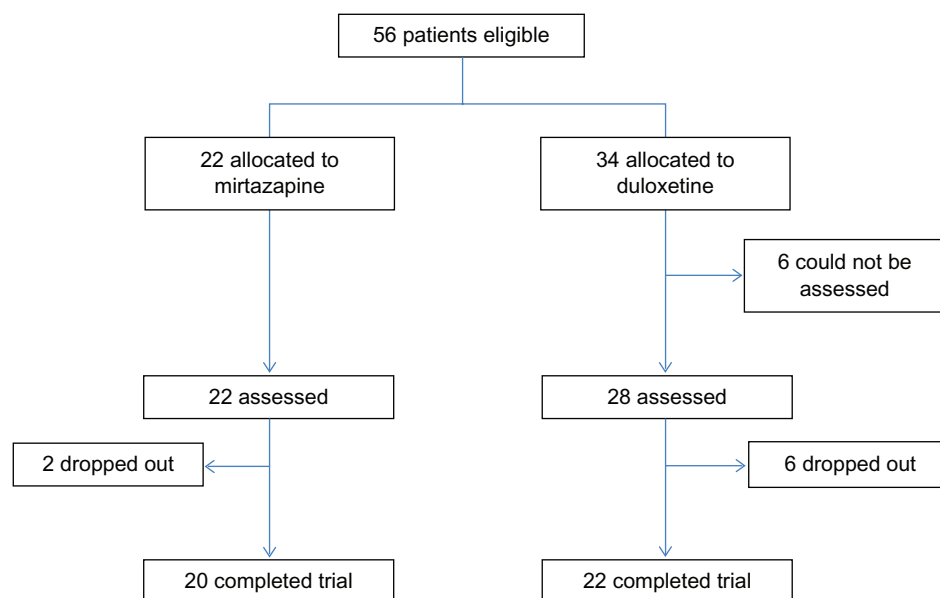 56 patients eligible
22 allocated to
mirtazapine
34 allocated to
duloxetine
6 could not be
assessed
22 assessed
28 assessed
2 dropped out
6 dropped out
20 completed trial
22 completed trial